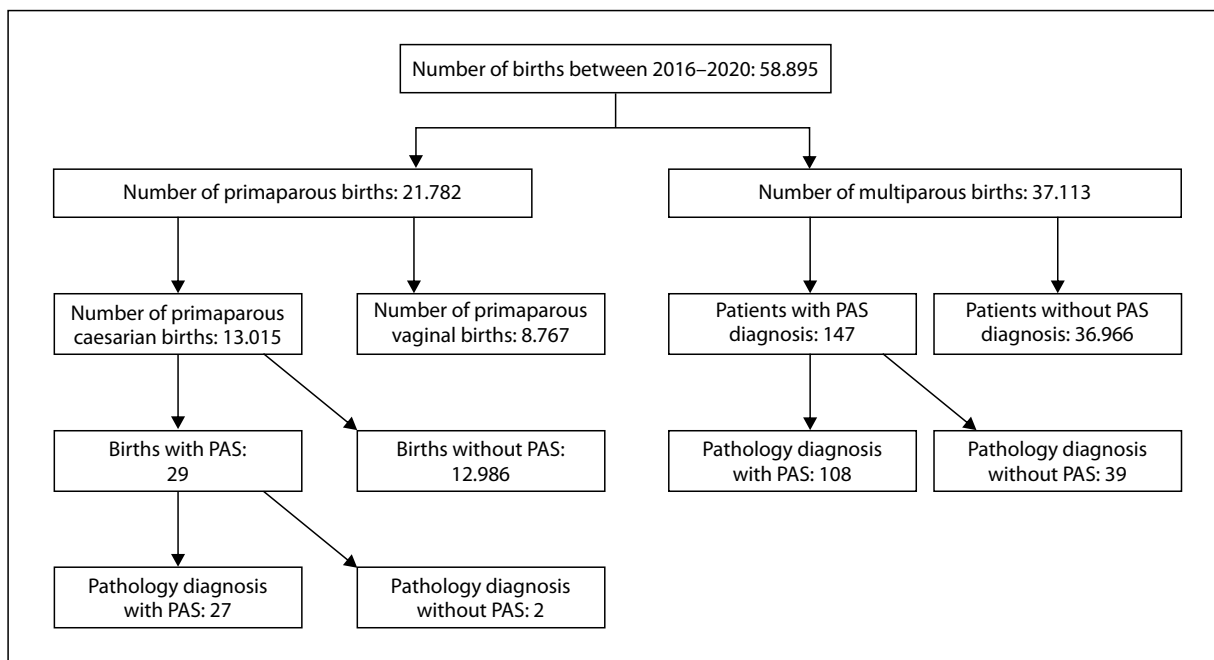 Number of births between 2016–2020: 58.895
Number of primaparous births: 21.782
Number of multiparous births: 37.113
Number of primaparous
caesarian births: 13.015
Number of primaparous
vaginal births: 8.767
Patients with PAS
diagnosis: 147
Patients without PAS
diagnosis: 36.966
Births with PAS:
29
Births without PAS:
12.986
Pathology diagnosis
with PAS: 108
Pathology diagnosis
without PAS: 39
Pathology diagnosis
with PAS: 27
Pathology diagnosis
without PAS: 2